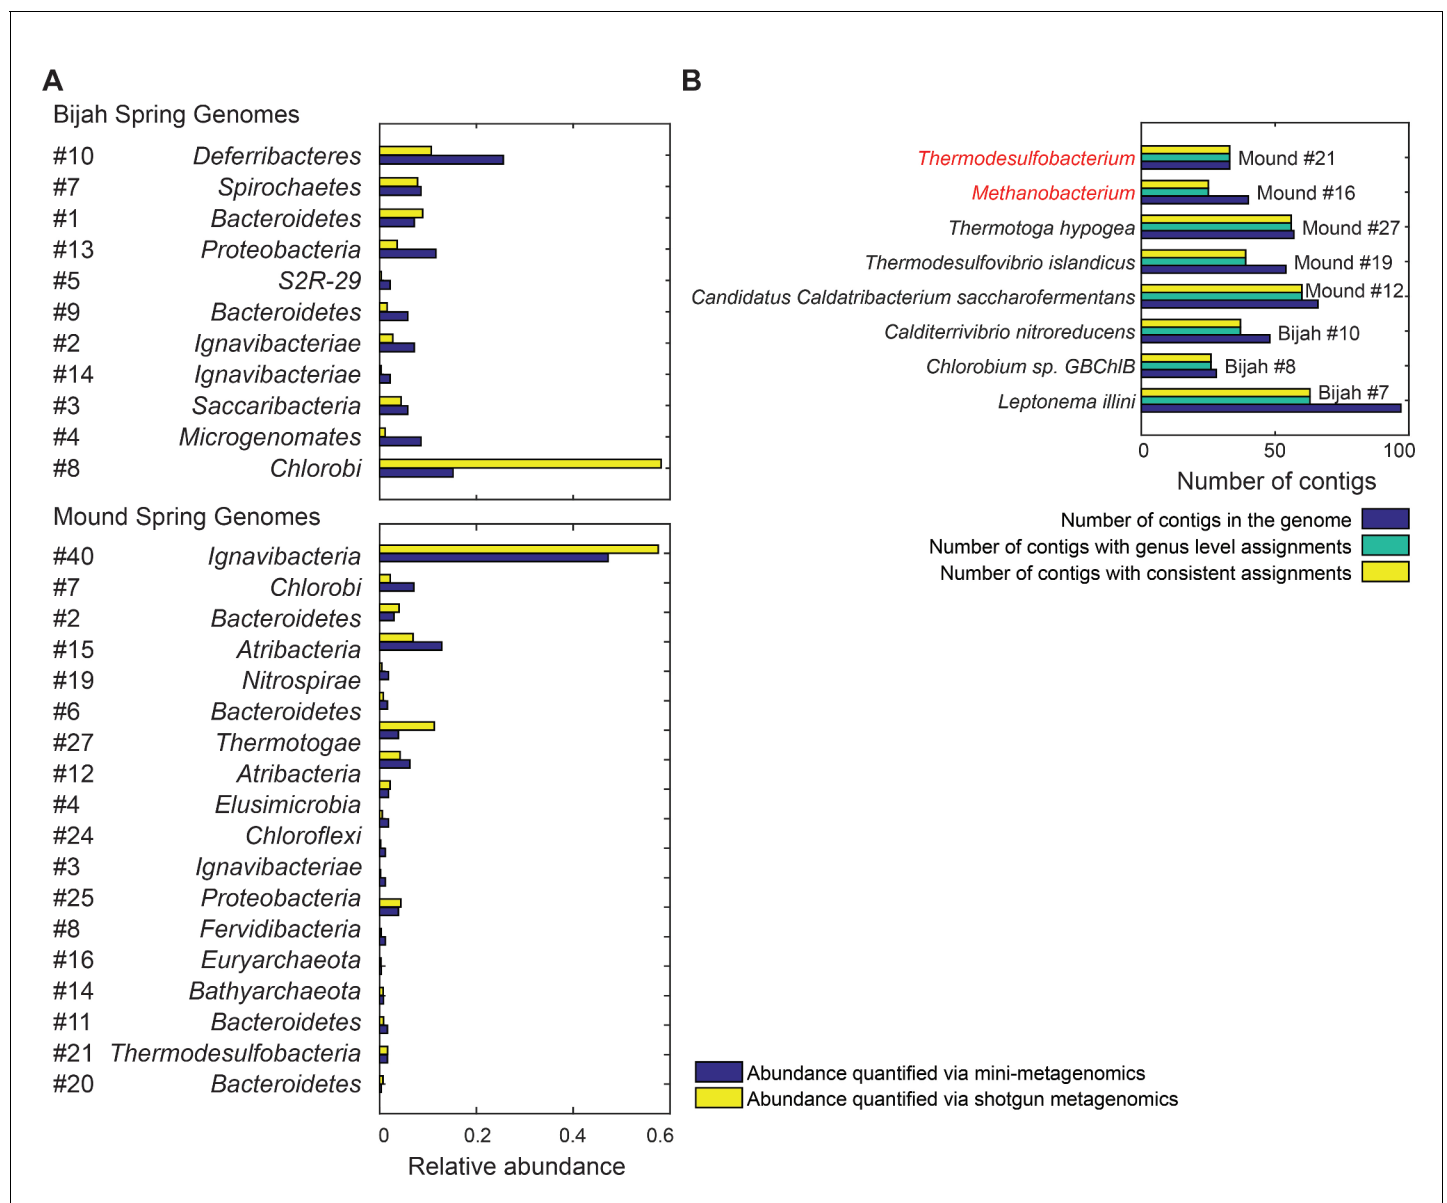 A
Bijah Spring Genomes
#10 Deferribacteres
#7 Spirochaetes
#1 Bacteroidetes
#13 Proteobacteria
#5 S2R-29
#9 Bacteroidetes
#2 Ignavibacteriae
#14 Ignavibacteriae
#3 Saccaribacteria
#4 Microgenomates
#8 Chlorobi
Mound Spring Genomes
#40 Ignavibacteria
#7 Chlorobi
#2 Bacteroidetes
#15 Atribacteria
#19 Nitrospirae
#6 Bacteroidetes
#27 Thermotogae
#12 Atribacteria
#4 Elusimicrobia
#24 Chloroflexi
#3 Ignavibacteriae
#25 Proteobacteria
#8 Fervidibacteria
#16 Euryarchaeota
#14 Bathyarchaeota
#11 Bacteroidetes
#21 Thermodesulfobacteria
#20 Bacteroidetes
0 0.2 0.4 0.6
Relative abundance
Abundance quantified via mini-metagenomics
Abundance quantified via shotgun metagenomics
B
Thermodesulfobacterium Mound #21
Methanobacterium Mound #16
Thermotoga hypogea Mound #27
Thermodesulfovibrio islandicus Mound #19
Candidatus Caldatribacterium saccharofermentans Mound #12
Calditerrivibrio nitroreducens Bijah #10
Chlorobium sp. GBChlB Bijah #8
Leptonema illini Bijah #7
0 50 100
Number of contigs
Number of contigs in the genome
Number of contigs with genus level assignments
Number of contigs with consistent assignments